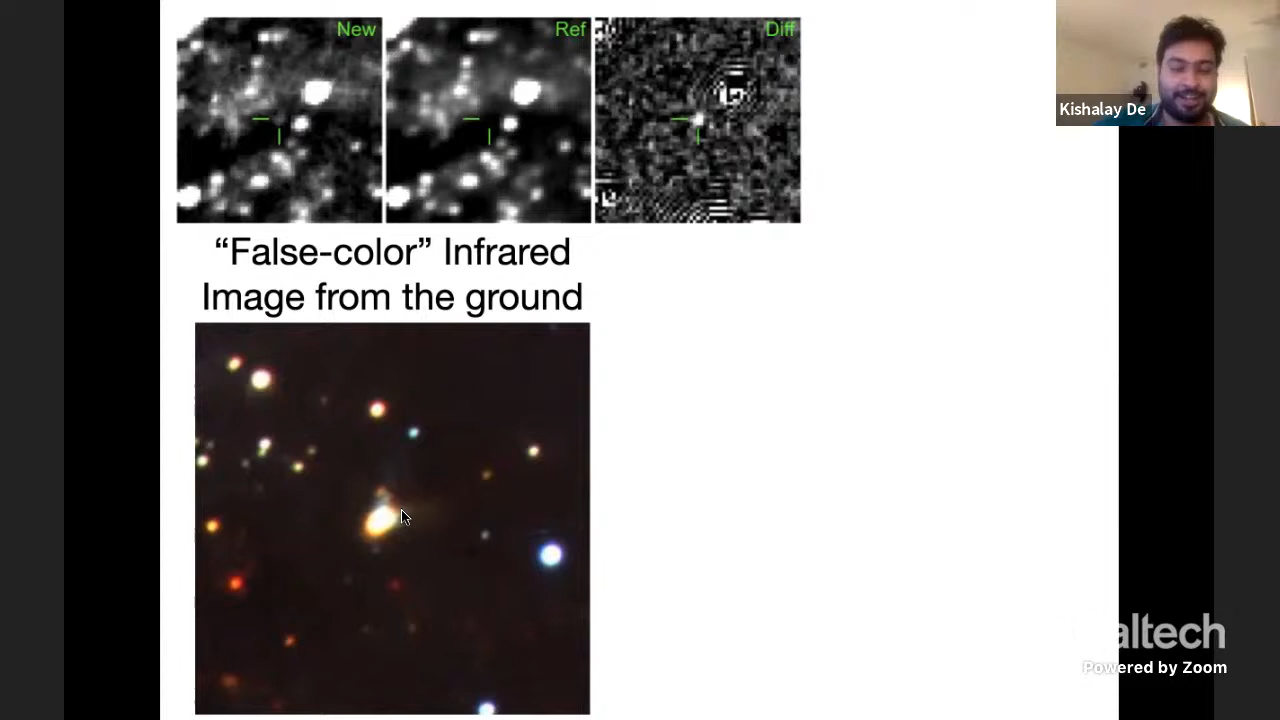 New
Ref
Diff
Kishalay De
“False-color” Infrared
Image from the ground
altech
Powered by Zoom